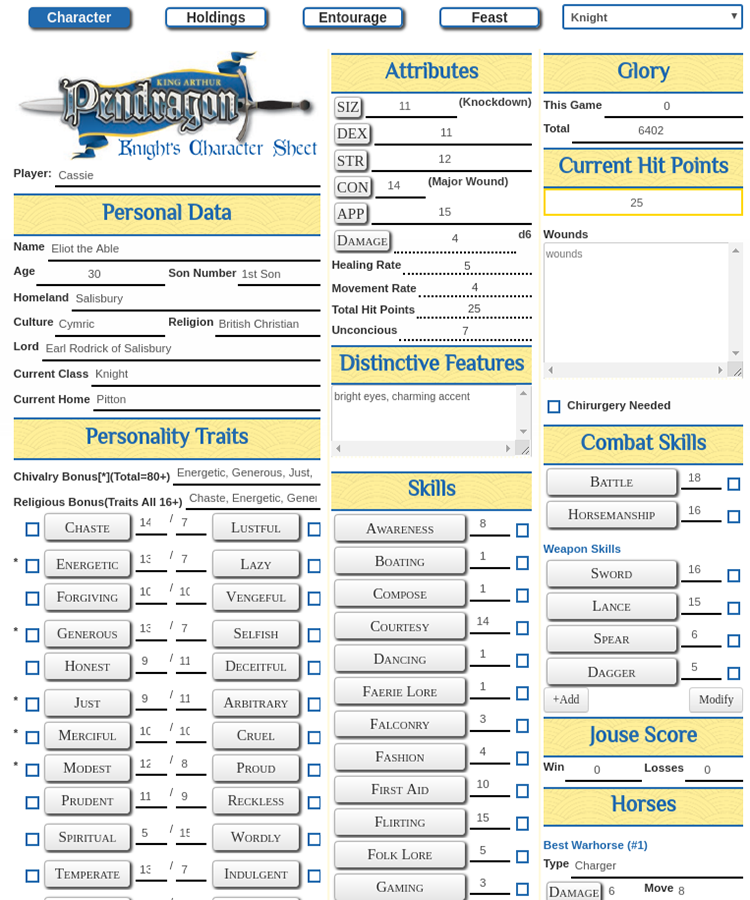 Character Holdings Entourage Feast Knight
KING ARTHUR
Pendragon
Knight's Character Sheet
Player: Cassie
Personal Data
Name Eliot the Able
Age 30 Son Number 1st Son
Homeland Salisbury
Culture Cymric Religion British Christian
Lord Earl Rodrick of Salisbury
Current Class Knight
Current Home Pitton
Personality Traits
Chivalry Bonus[*](Total=80+) Energetic, Generous, Just,
Religious Bonus(Traits All 16+) Chaste, Energetic, Gener
Chaste 14 / 7 Lustful
* Energetic 13 / 7 Lazy
Forgiving 10 / 10 Vengeful
* Generous 13 / 7 Selfish
Honest 9 / 11 Deceitful
* Just 9 / 11 Arbitrary
* Merciful 10 / 10 Cruel
* Modest 12 / 8 Proud
Prudent 11 / 9 Reckless
Spiritual 5 / 15 Wordly
Temperate 13 / 7 Indulgent
Attributes
SIZ 11 (Knockdown)
DEX 11
STR 12
CON 14 (Major Wound)
APP 15
Damage 4 d6
Healing Rate 5
Movement Rate 4
Total Hit Points 25
Unconcious 7
Distinctive Features
bright eyes, charming accent
Skills
Awareness 8
Boating 1
Compose 1
Courtesy 14
Dancing 1
Faerie Lore 1
Falconry 3
Fashion 4
First Aid 10
Flirting 15
Folk Lore 5
Gaming 3
Glory
This Game 0
Total 6402
Current Hit Points
25
Wounds
wounds
Chirurgery Needed
Combat Skills
Battle 18
Horsemanship 16
Weapon Skills
Sword 16
Lance 15
Spear 6
Dagger 5
+Add Modify
Jouse Score
Win 0 Losses 0
Horses
Best Warhorse (#1)
Type Charger
Damage 6 Move 8